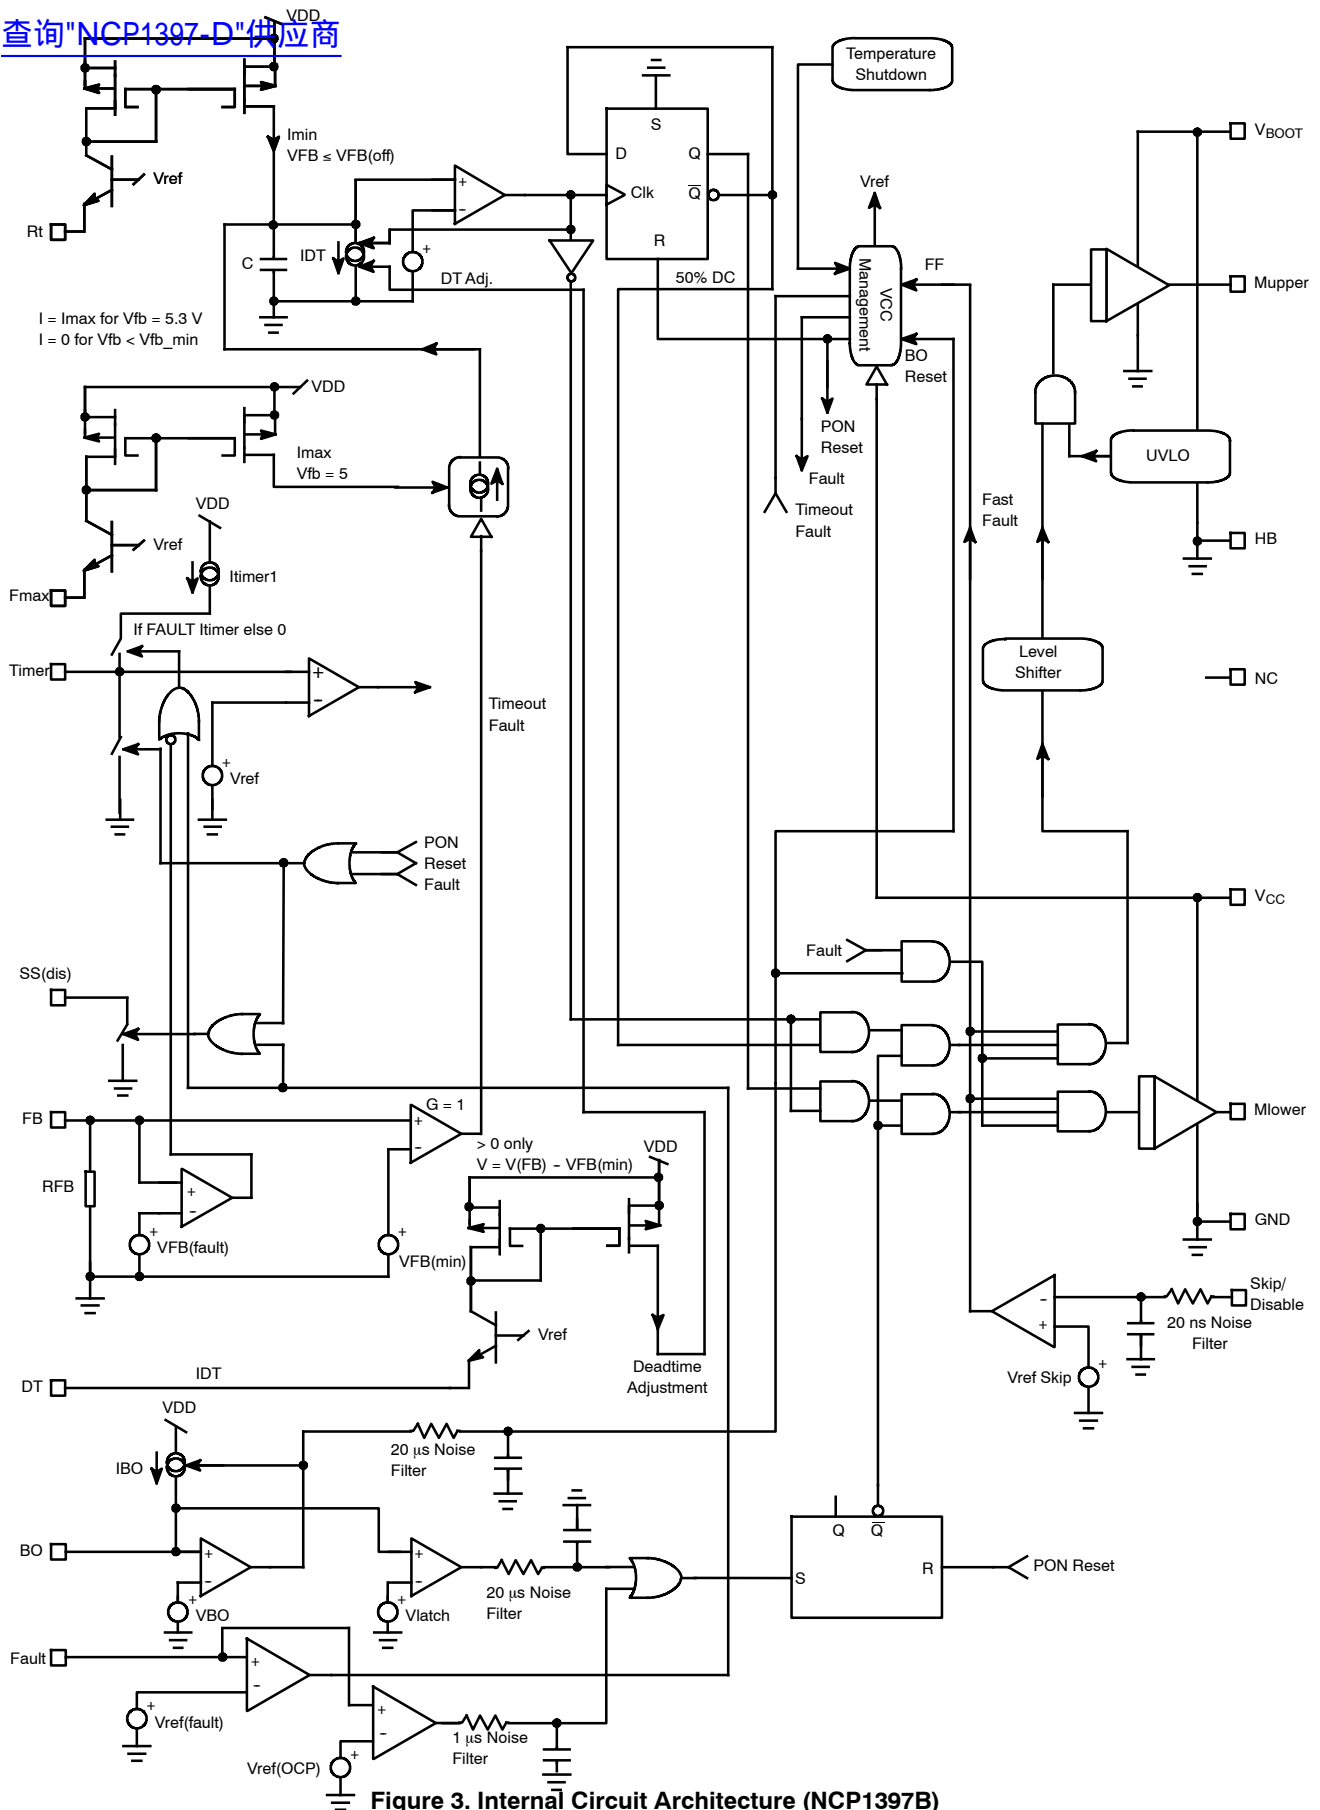 查询"NCP1397-D"供应商
VDD
Imin
VFB ≤ VFB(off)
Vref
Rt
C
IDT
+
−
+
DT Adj.
S
D
Q
Clk
Q̅
R
50% DC
Temperature
Shutdown
Vref
VCC
Management
FF
BO
Reset
PON
Reset
Fault
Timeout
Fault
Fast
Fault
VBOOT
Mupper
UVLO
HB
Level
Shifter
NC
I = Imax for Vfb = 5.3 V
I = 0 for Vfb < Vfb_min
VDD
Imax
Vfb = 5
VDD
Vref
Itimer1
Fmax
If FAULT Itimer else 0
Timer
+
−
+
Vref
Timeout
Fault
PON
Reset
Fault
VCC
Fault
SS(dis)
FB
G = 1
+
−
> 0 only
V = V(FB) − VFB(min)
VDD
RFB
+
−
+
VFB(fault)
+
VFB(min)
Mlower
GND
Vref
Deadtime
Adjustment
DT
IDT
−
+
Skip/
Disable
20 ns Noise
Filter
Vref Skip
+
VDD
IBO
20 μs Noise
Filter
BO
+
−
+
VBO
+
−
+
Vlatch
20 μs Noise
Filter
Q
Q̅
S
R
PON Reset
Fault
+
−
+
Vref(fault)
+
−
1 μs Noise
Filter
Vref(OCP)
+
Figure 3. Internal Circuit Architecture (NCP1397B)